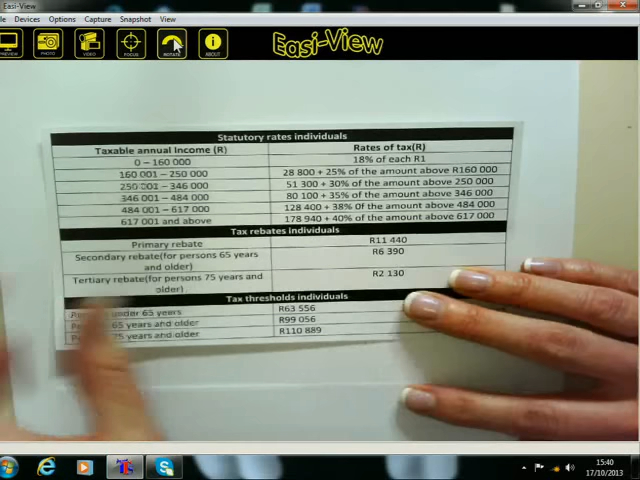 Easi-View
le Devices Options Capture Snapshot View
PREVIEW PHOTO VIDEO FOCUS ROTATE ABOUT
Easi-View
Statutory rates individuals
Taxable annual Income (R) Rates of tax(R)
0 – 160 000 18% of each R1
160 001 – 250 000 28 800 + 25% of the amount above R160 000
250 001 – 346 000 51 300 + 30% of the amount above 250 000
346 001 – 484 000 80 100 + 35% of the amount above 346 000
484 001 – 617 000 128 400 + 38% of the amount above 484 000
617 001 and above 178 940 + 40% of the amount above 617 000
Tax rebates individuals
Primary rebate R11 440
Secondary rebate(for persons 65 years R6 390
and older)
Tertiary rebate(for persons 75 years and R2 130
older)
Tax thresholds individuals
under 65 years R63 556
65 years and older R99 056
75 years and older R110 889
15:40
17/10/2013